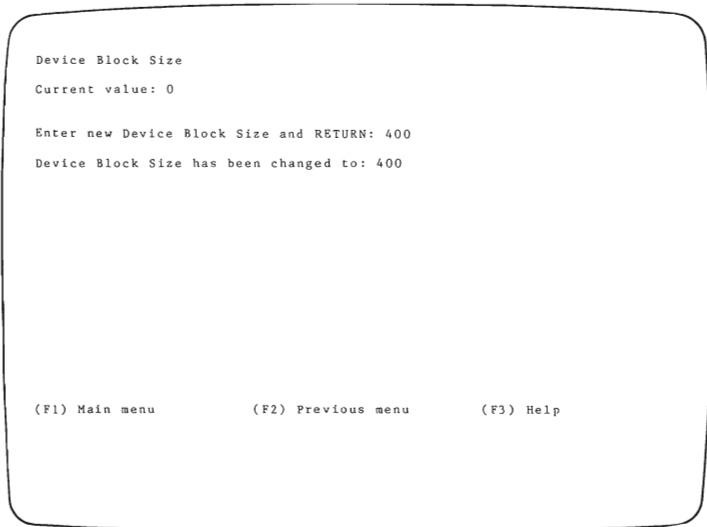 Device Block Size
Current value: 0
Enter new Device Block Size and RETURN: 400
Device Block Size has been changed to: 400
(F1) Main menu (F2) Previous menu (F3) Help